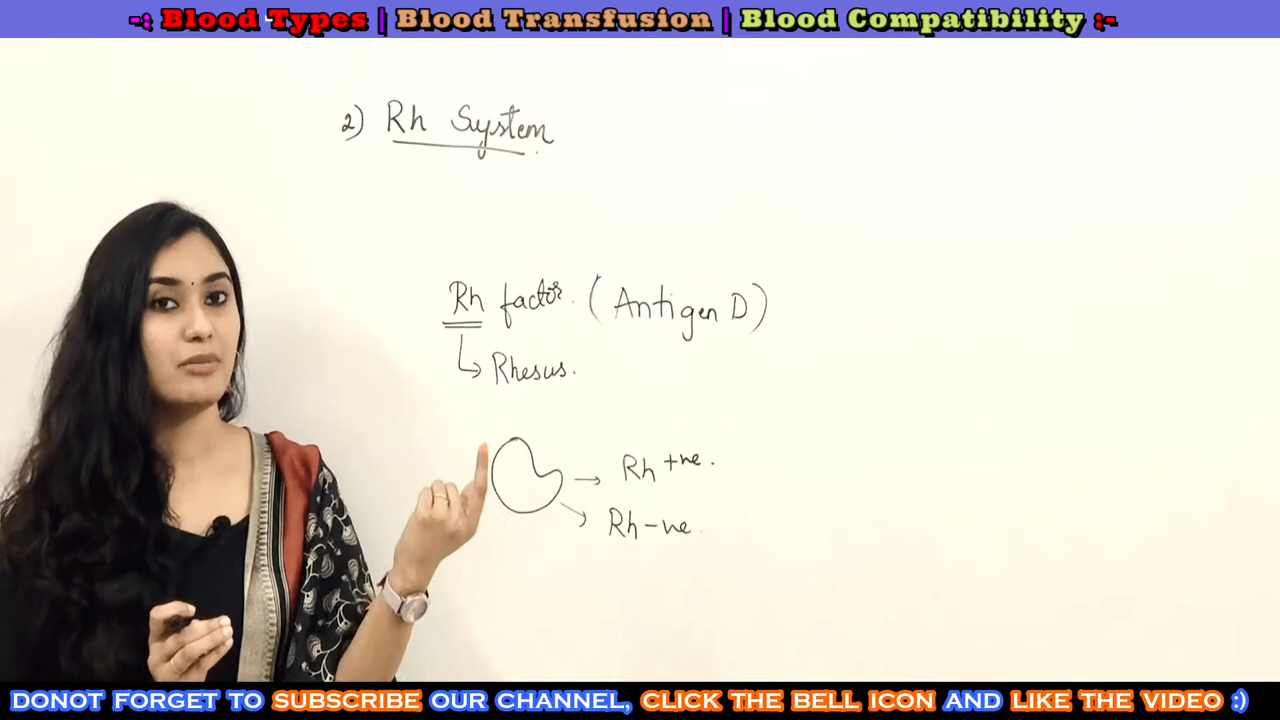 -: Blood Types | Blood Transfusion | Blood Compatibility :-
2) Rh System
Rh factor. (Antigen D)
Rhesus.
Rh +ve.
Rh -ve
DONOT FORGET TO SUBSCRIBE OUR CHANNEL, CLICK THE BELL ICON AND LIKE THE VIDEO :)